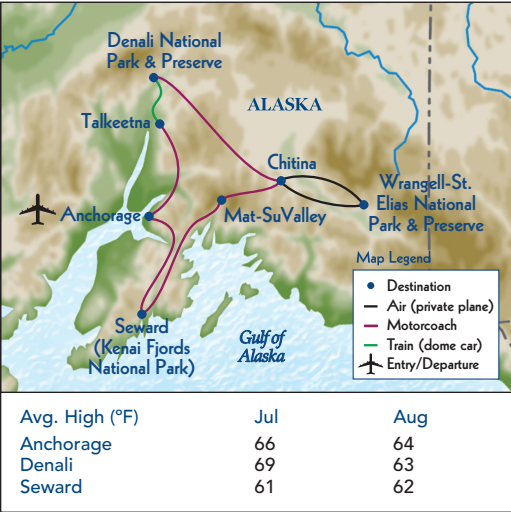 Denali National
Park & Preserve
ALASKA
Talkeetna
Chitina
Wrangell-St.
Elias National
Park & Preserve
Anchorage
Mat-SuValley
Map Legend
Destination
Air (private plane)
Motorcoach
Train (dome car)
Entry/Departure
Seward
(Kenai Fjords
National Park)
Gulf of
Alaska
Avg. High (ºF) Jul Aug
Anchorage 66 64
Denali 69 63
Seward 61 62